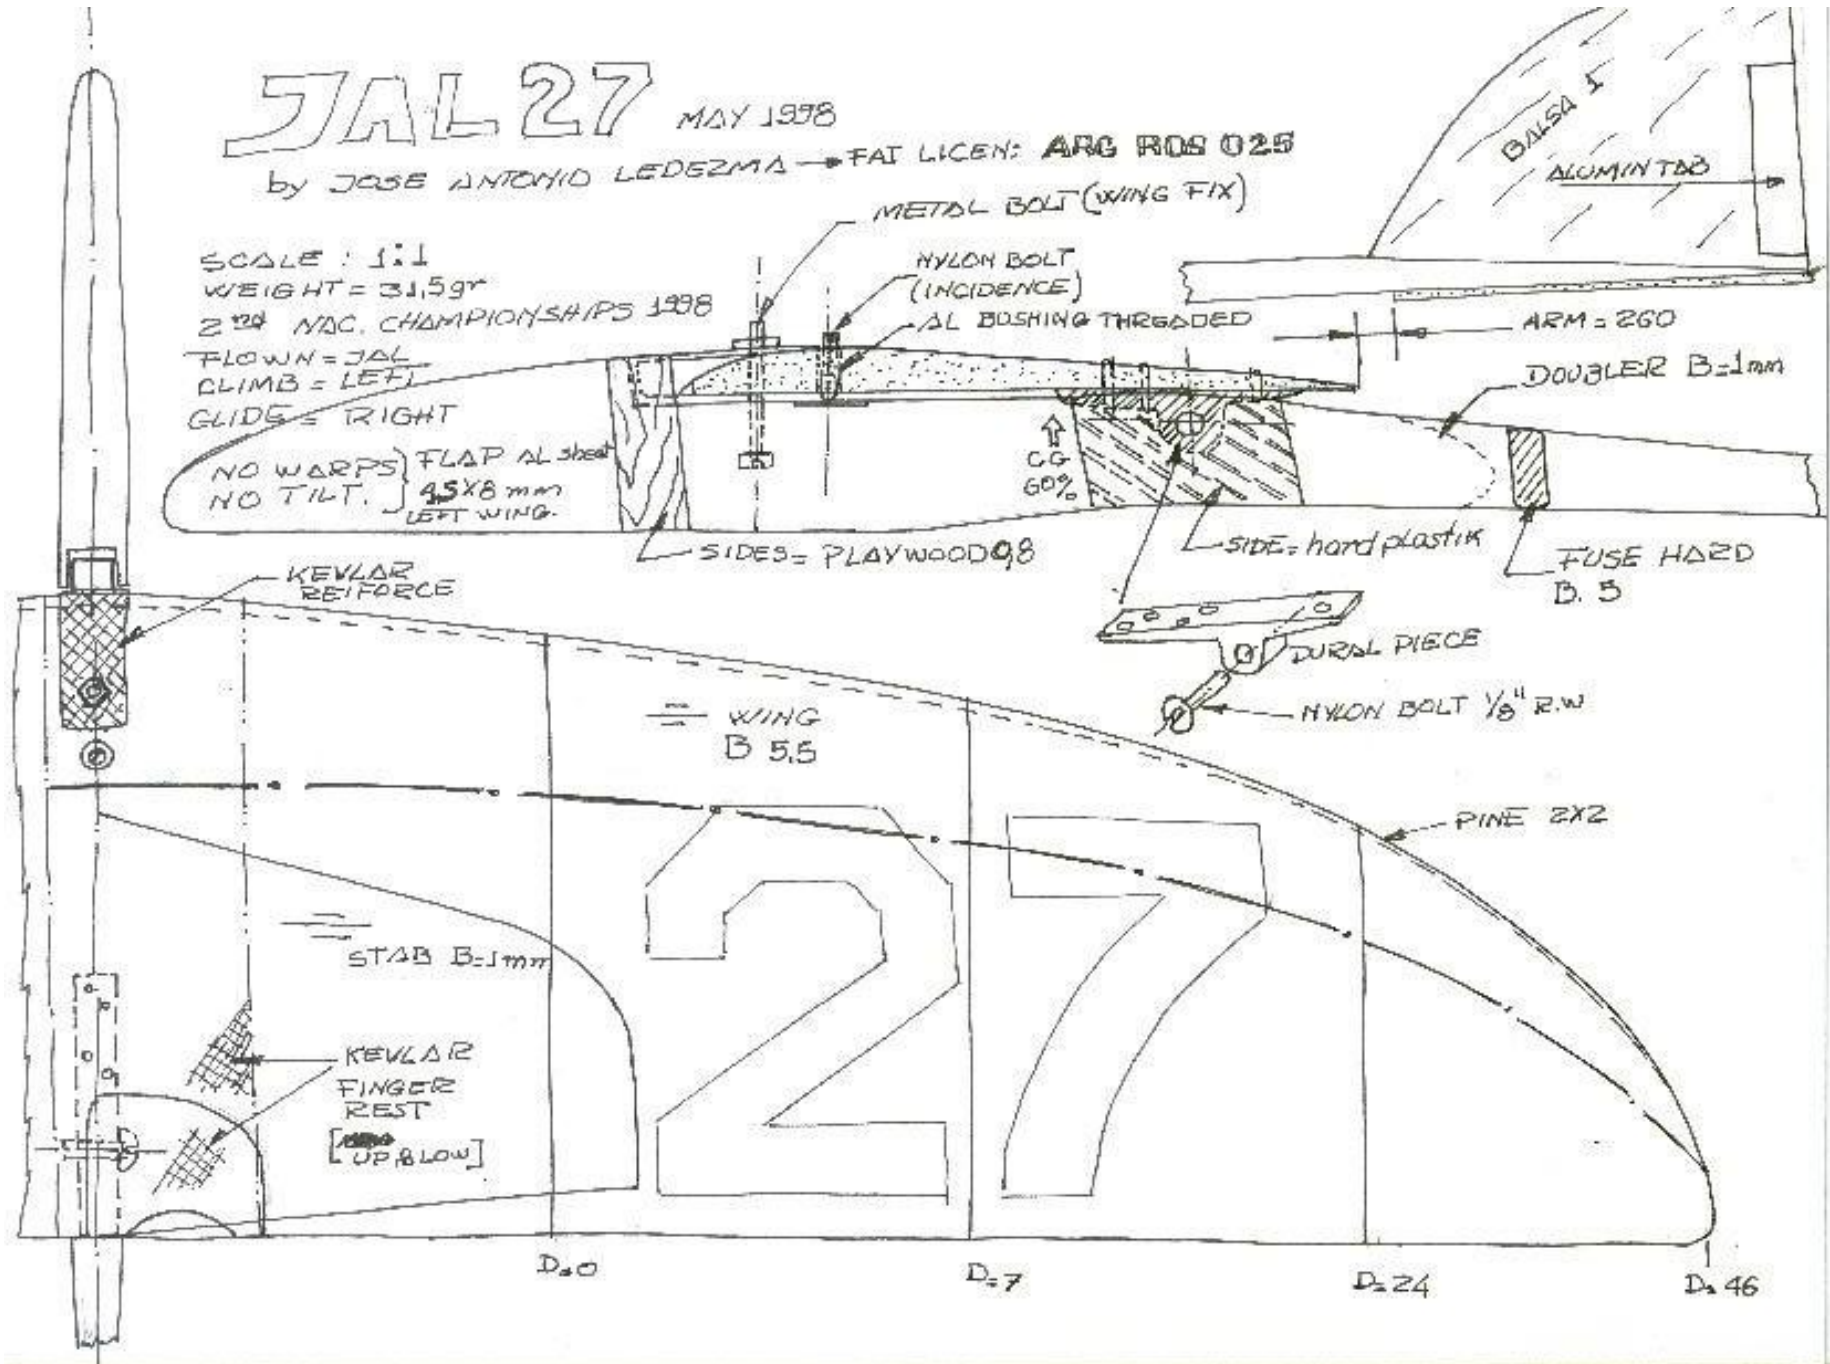 JAL 27 MAY 1998
by JOSE ANTONIO LEDEZMA → FAI LICEN: ARG ROS 025
METAL BOLT (WING FIX)
SCALE : 1:1
WEIGHT = 31,5gr
2nd NAC. CHAMPIONSHIPS 1998
FLOWN = JAL
CLIMB = LEFT
GLIDE = RIGHT
NO WARPS
NO TILT.
FLAP AL sheet
45X8 mm
LEFT WING.
NYLON BOLT
(INCIDENCE)
AL BUSHING THREADED
BALSA 1
ALUMIN TAB
ARM = 260
DOUBLER B=1mm
CG
60%
SIDES = PLAYWOOD 0,8
SIDE = hard plastik
FUSE HARD
B. 5
KEVLAR
REIFORCE
DURAL PIECE
NYLON BOLT 1/8" R.W
WING
B 5,5
PINE 2X2
STAB B=1mm
27
KEVLAR
FINGER
REST
UP & LOW]
D=0
D=7
D=24
D=46